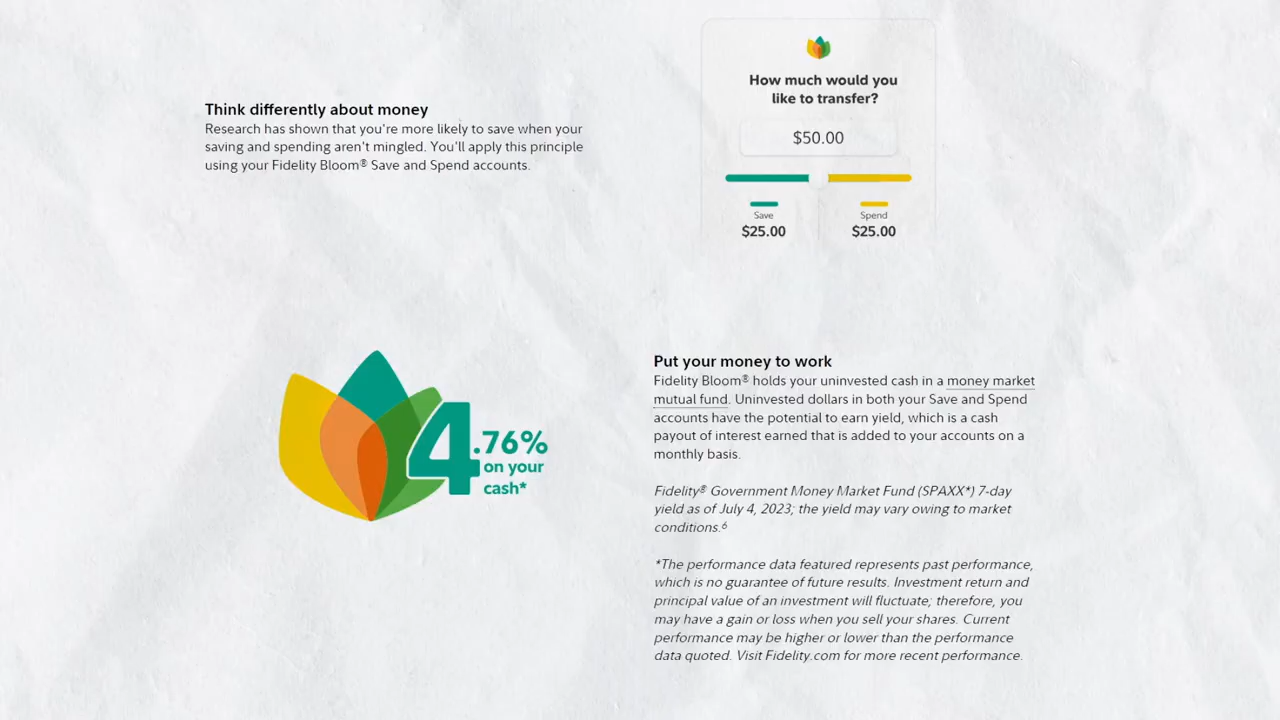 Think differently about money
Research has shown that you're more likely to save when your
saving and spending aren't mingled. You'll apply this principle
using your Fidelity Bloom® Save and Spend accounts.
How much would you
like to transfer?
$50.00
Save
Spend
$25.00
$25.00
4.76%
on your
cash*
Put your money to work
Fidelity Bloom® holds your uninvested cash in a money market
mutual fund. Uninvested dollars in both your Save and Spend
accounts have the potential to earn yield, which is a cash
payout of interest earned that is added to your accounts on a
monthly basis.
Fidelity® Government Money Market Fund (SPAXX*) 7-day
yield as of July 4, 2023; the yield may vary owing to market
conditions.⁶
*The performance data featured represents past performance,
which is no guarantee of future results. Investment return and
principal value of an investment will fluctuate; therefore, you
may have a gain or loss when you sell your shares. Current
performance may be higher or lower than the performance
data quoted. Visit Fidelity.com for more recent performance.